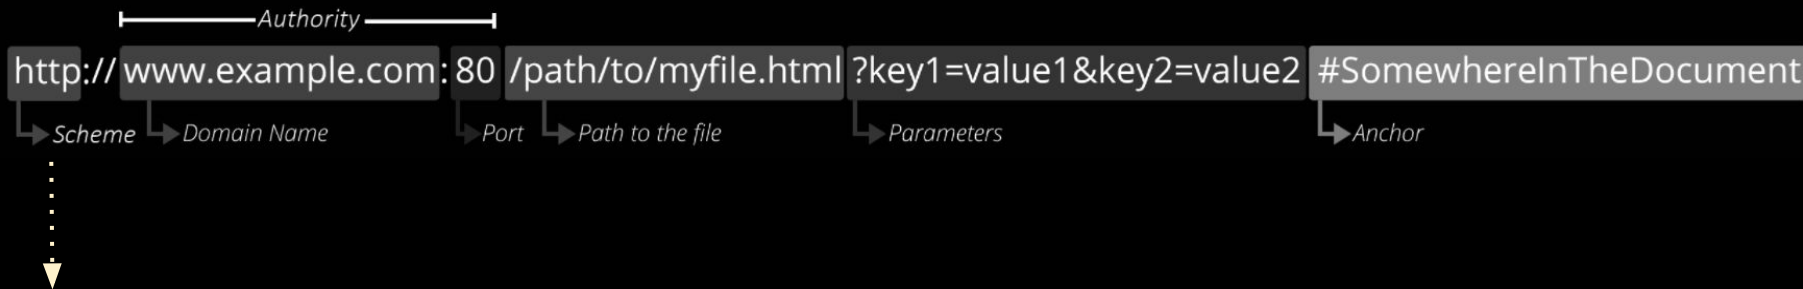 Authority
http://www.example.com:80/path/to/myfile.html?key1=value1&key2=value2#SomewhereInTheDocument
Scheme Domain Name Port Path to the file Parameters Anchor